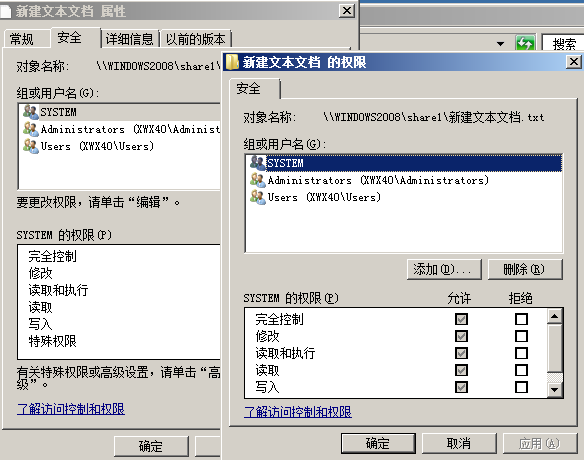 新建文本文档 属性
常规
安全
详细信息
以前的版本
对象名称:
\\WINDOWS2008\share1\
组或用户名(G):
SYSTEM
Administrators (XWX40\Administ
Users (XWX40\Users)
要更改权限，请单击“编辑”。
SYSTEM 的权限(P)
完全控制
修改
读取和执行
读取
写入
特殊权限
有关特殊权限或高级设置，请单击“高
级”。
了解访问控制和权限
确定
搜索
新建文本文档 的权限
安全
对象名称:
\\WINDOWS2008\share1\新建文本文档.txt
组或用户名(G):
SYSTEM
Administrators (XWX40\Administrators)
Users (XWX40\Users)
添加(D)...
删除(R)
SYSTEM 的权限(P)
允许
拒绝
完全控制
修改
读取和执行
读取
写入
了解访问控制和权限
确定
取消
应用(A)